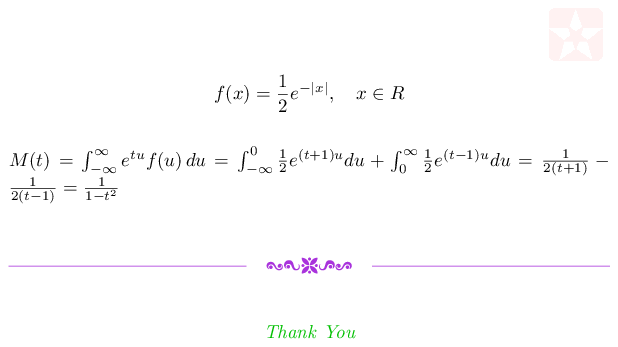 f(x) = \frac{1}{2} e^{-|x|}, \quad x \in R
M(t) = \int_{-\infty}^{\infty} e^{tu} f(u) \, du = \int_{-\infty}^{0} \frac{1}{2} e^{(t+1)u} du + \int_{0}^{\infty} \frac{1}{2} e^{(t-1)u} du = \frac{1}{2(t+1)} -
\frac{1}{2(t-1)} = \frac{1}{1-t^2}
Thank You